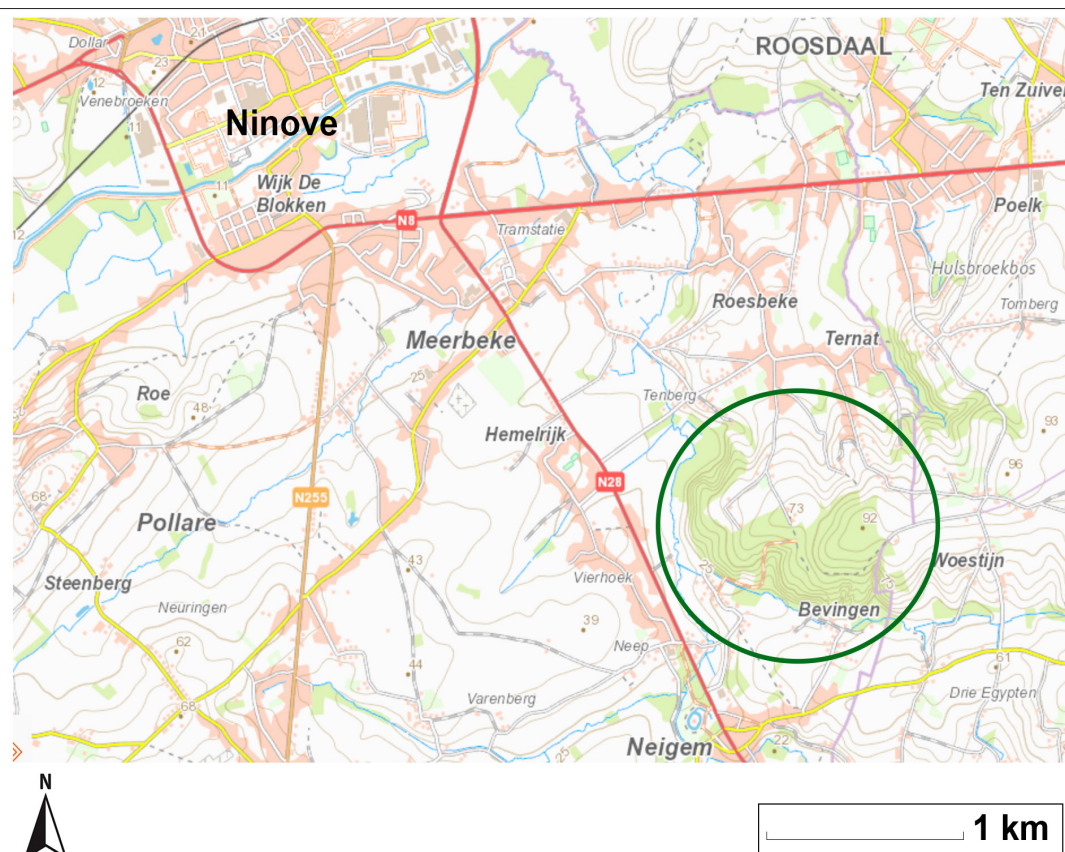 Dollar
21
ROOSDAAL
23
12
Venebroeken
11
Ten Zuiver
Ninove
11
Wijk De
Blokken
N8
Tramstatie
Poelk
12
Hulsbroekbos
Roesbeke
Tomberg
Meerbeke
Ternat
25
Roe
Tenberg
48
93
Hemelrijk
96
68
N28
N255
73
92
Pollare
43
Woestijn
Steenberg
Vierhoek
25
15
Neuringen
Bevingen
39
62
Neep
61
44
Varenberg
Drie Egypten
68
Neigem
22
25
N
1 km